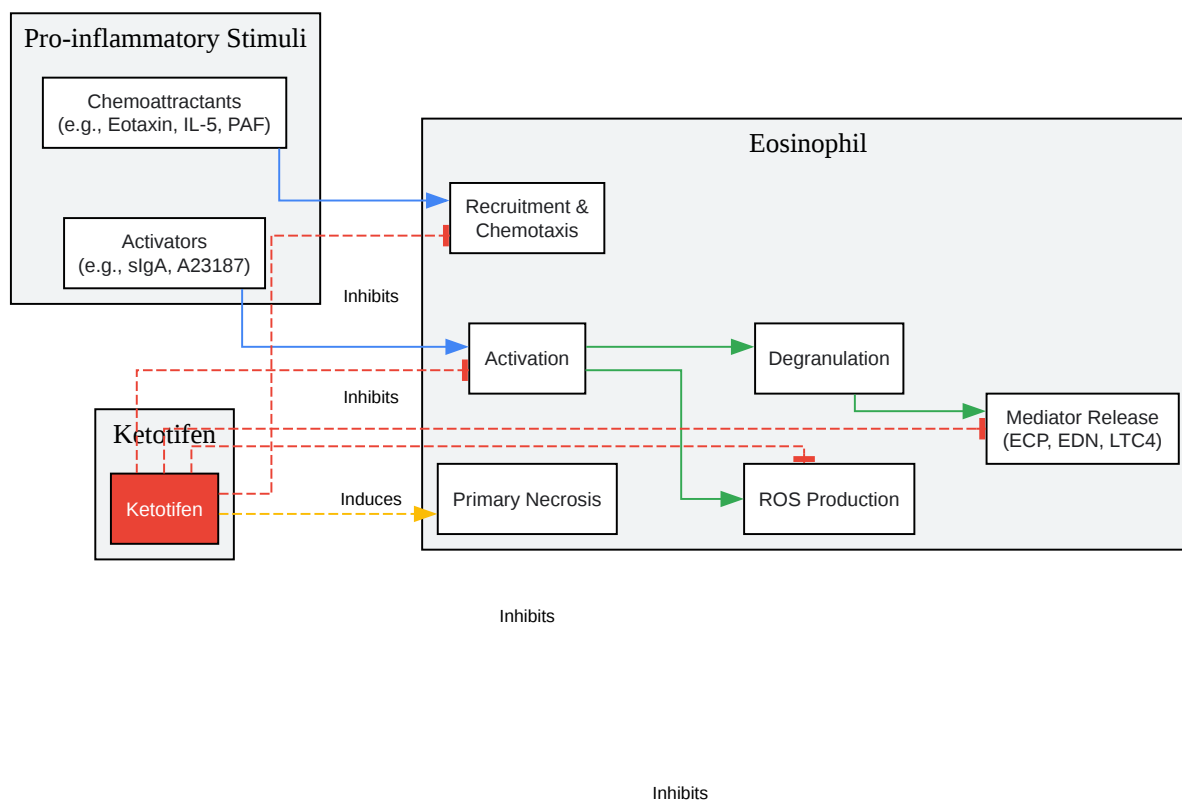 Pro-inflammatory Stimuli
Chemoattractants
(e.g., Eotaxin, IL-5, PAF)
Activators
(e.g., sIgA, A23187)
Eosinophil
Recruitment &
Chemotaxis
Inhibits
Activation
Degranulation
Inhibits
Mediator Release
(ECP, EDN, LTC4)
Ketotifen
Ketotifen
Induces
Primary Necrosis
ROS Production
Inhibits
Inhibits